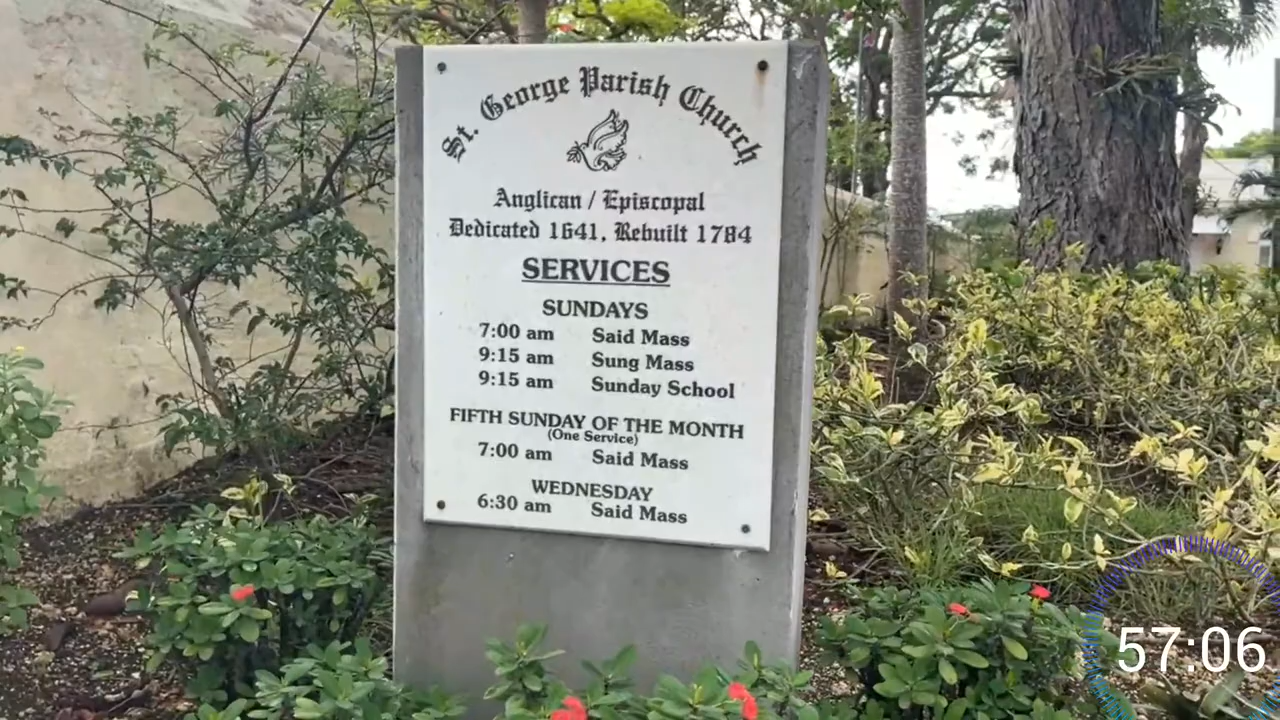 St. George Parish Church
Anglican / Episcopal
Dedicated 1641, Rebuilt 1784
SERVICES
SUNDAYS
7:00 am Said Mass
9:15 am Sung Mass
9:15 am Sunday School
FIFTH SUNDAY OF THE MONTH
(One Service)
7:00 am Said Mass
WEDNESDAY
6:30 am Said Mass
57:06